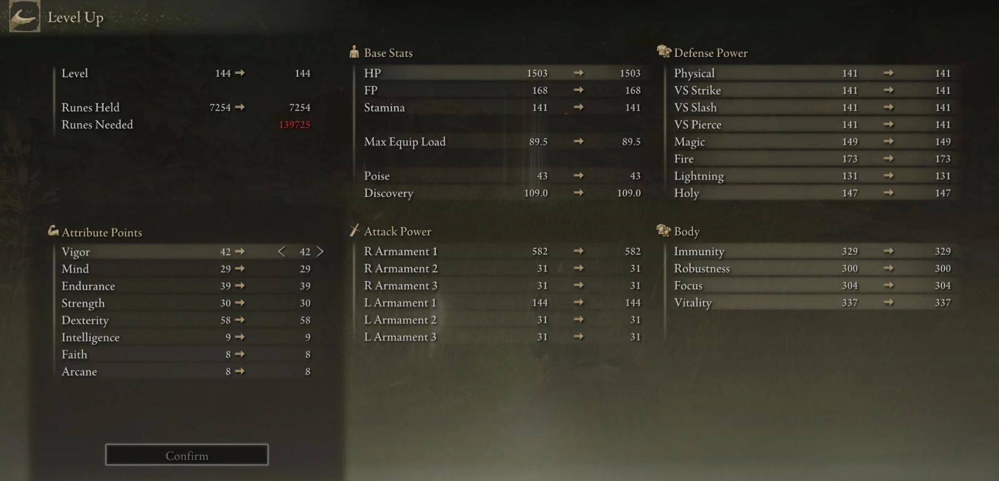 Level Up
Level 144 → 144
Runes Held 7254 → 7254
Runes Needed 139725
Base Stats
HP 1503 → 1503
FP 168 → 168
Stamina 141 → 141
Max Equip Load 89.5 → 89.5
Poise 43 → 43
Discovery 109.0 → 109.0
Defense Power
Physical 141 → 141
VS Strike 141 → 141
VS Slash 141 → 141
VS Pierce 141 → 141
Magic 149 → 149
Fire 173 → 173
Lightning 131 → 131
Holy 147 → 147
Attribute Points
Vigor 42 → < 42 >
Mind 29 → 29
Endurance 39 → 39
Strength 30 → 30
Dexterity 58 → 58
Intelligence 9 → 9
Faith 8 → 8
Arcane 8 → 8
Attack Power
R Armament 1 582 → 582
R Armament 2 31 → 31
R Armament 3 31 → 31
L Armament 1 144 → 144
L Armament 2 31 → 31
L Armament 3 31 → 31
Body
Immunity 329 → 329
Robustness 300 → 300
Focus 304 → 304
Vitality 337 → 337
Confirm